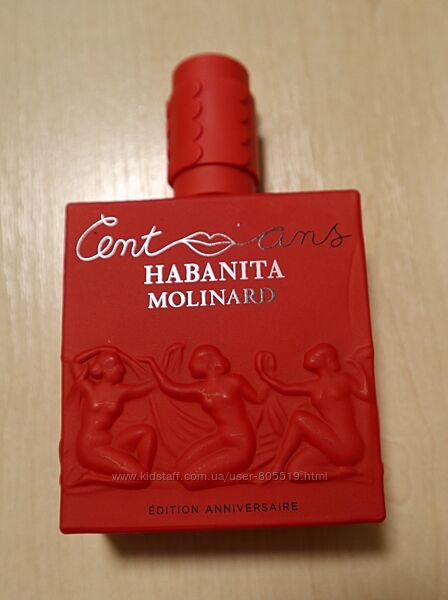 Cent ans
HABANITA
MOLINARD
www.kidstaff.com.ua/user-805519.html
ÉDITION ANNIVERSAIRE